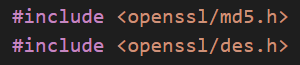 #include <openssl/md5.h>
#include <openssl/des.h>